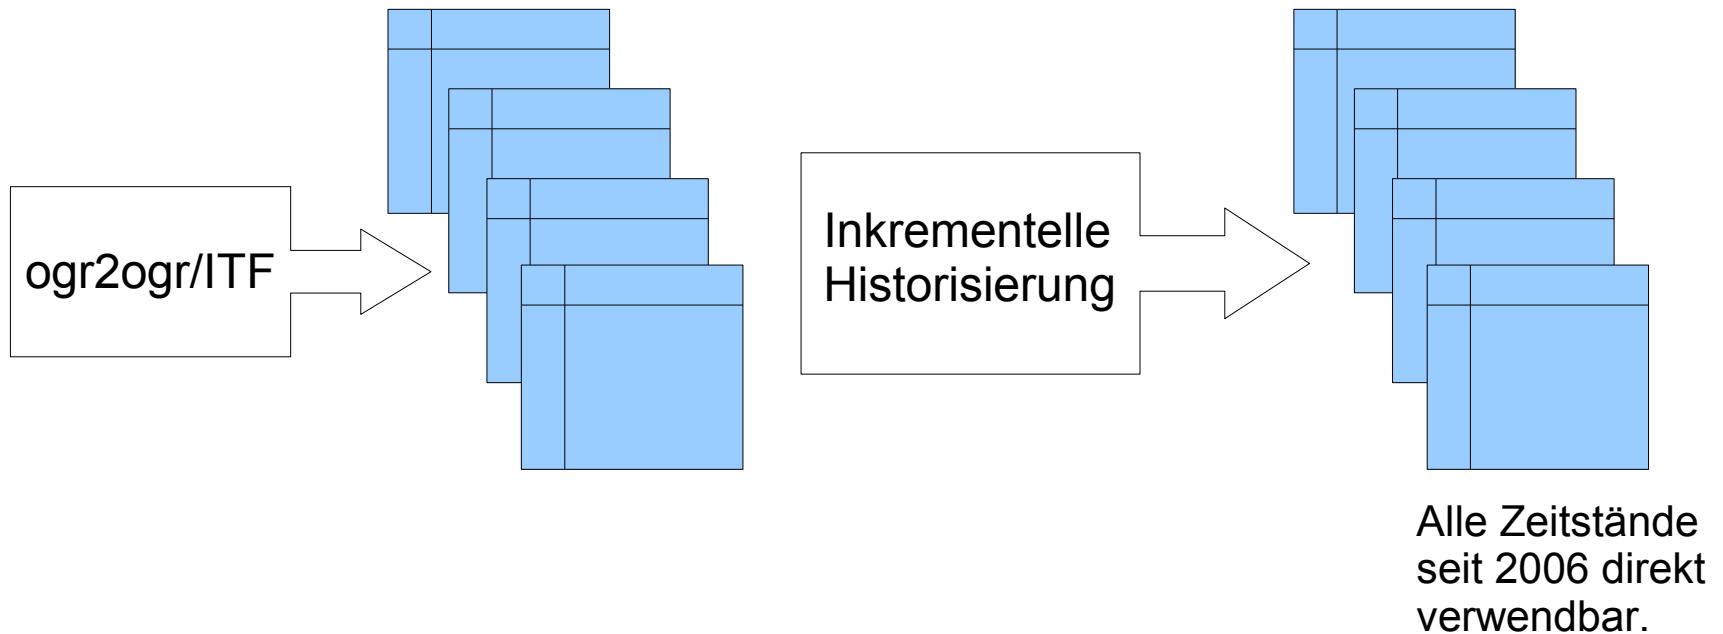 ogr2ogr/ITF
Inkrementelle
Historisierung
Alle Zeitstände
seit 2006 direkt
verwendbar.